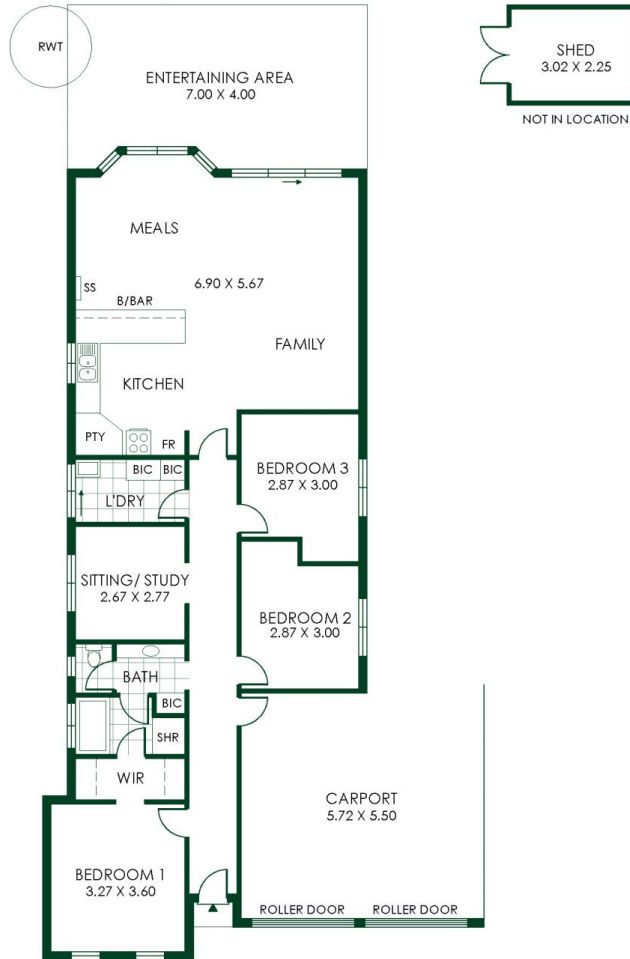 RWT
ENTERTAINING AREA
7.00 X 4.00
SHED
3.02 X 2.25
NOT IN LOCATION
MEALS
SS
B/BAR
6.90 X 5.67
FAMILY
KITCHEN
PTY
FR
BIC
BIC
L'DRY
BEDROOM 3
2.87 X 3.00
SITTING/ STUDY
2.67 X 2.77
BEDROOM 2
2.87 X 3.00
BATH
BIC
SHR
WIR
CARPORT
5.72 X 5.50
BEDROOM 1
3.27 X 3.60
ROLLER DOOR
ROLLER DOOR